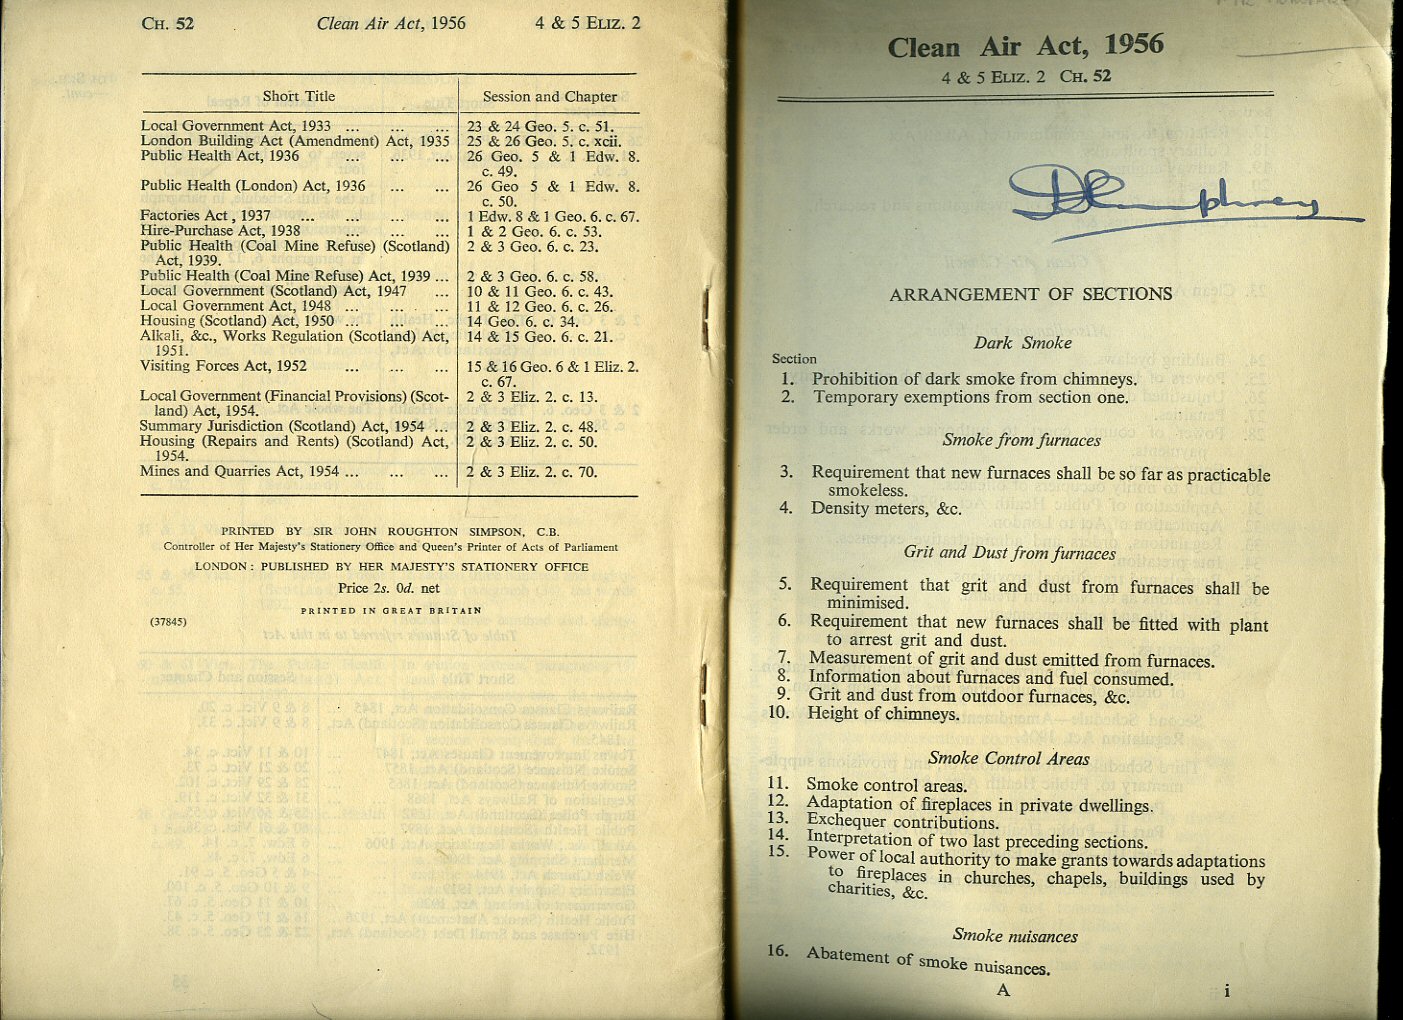 CH. 52 Clean Air Act, 1956 4 & 5 ELIZ. 2
Short Title Session and Chapter
Local Government Act, 1933 ... ... ... 23 & 24 Geo. 5. c. 51.
London Building Act (Amendment) Act, 1935 25 & 26 Geo. 5. c. xcii.
Public Health Act, 1936 ... ... ... 26 Geo. 5 & 1 Edw. 8.
c. 49.
Public Health (London) Act, 1936 ... ... 26 Geo 5 & 1 Edw. 8.
c. 50.
Factories Act, 1937 ... ... ... ... 1 Edw. 8 & 1 Geo. 6. c. 67.
Hire-Purchase Act, 1938 ... ... ... 1 & 2 Geo. 6. c. 53.
Public Health (Coal Mine Refuse) (Scotland) 2 & 3 Geo. 6. c. 23.
Act, 1939.
Public Health (Coal Mine Refuse) Act, 1939 ... 2 & 3 Geo. 6. c. 58.
Local Government (Scotland) Act, 1947 ... 10 & 11 Geo. 6. c. 43.
Local Government Act, 1948 ... ... ... 11 & 12 Geo. 6. c. 26.
Housing (Scotland) Act, 1950 ... ... ... 14 Geo. 6. c. 34.
Alkali, &c., Works Regulation (Scotland) Act, 14 & 15 Geo. 6. c. 21.
1951.
Visiting Forces Act, 1952 ... ... ... 15 & 16 Geo. 6 & 1 Eliz. 2.
c. 67.
Local Government (Financial Provisions) (Scot- 2 & 3 Eliz. 2. c. 13.
land) Act, 1954.
Summary Jurisdiction (Scotland) Act, 1954 ... 2 & 3 Eliz. 2. c. 48.
Housing (Repairs and Rents) (Scotland) Act, 2 & 3 Eliz. 2. c. 50.
1954.
Mines and Quarries Act, 1954 ... ... ... 2 & 3 Eliz. 2. c. 70.
PRINTED BY SIR JOHN ROUGHTON SIMPSON, C.B.
Controller of Her Majesty's Stationery Office and Queen's Printer of Acts of Parliament
LONDON: PUBLISHED BY HER MAJESTY'S STATIONERY OFFICE
Price 2s. 0d. net
PRINTED IN GREAT BRITAIN
(37845)
Clean Air Act, 1956
4 & 5 ELIZ. 2 CH. 52
ARRANGEMENT OF SECTIONS
Dark Smoke
Section
1. Prohibition of dark smoke from chimneys.
2. Temporary exemptions from section one.
Smoke from furnaces
3. Requirement that new furnaces shall be so far as practicable
smokeless.
4. Density meters, &c.
Grit and Dust from furnaces
5. Requirement that grit and dust from furnaces shall be
minimised.
6. Requirement that new furnaces shall be fitted with plant
to arrest grit and dust.
7. Measurement of grit and dust emitted from furnaces.
8. Information about furnaces and fuel consumed.
9. Grit and dust from outdoor furnaces, &c.
10. Height of chimneys.
Smoke Control Areas
11. Smoke control areas.
12. Adaptation of fireplaces in private dwellings.
13. Exchequer contributions.
14. Interpretation of two last preceding sections.
15. Power of local authority to make grants towards adaptations
to fireplaces in churches, chapels, buildings used by
charities, &c.
Smoke nuisances
16. Abatement of smoke nuisances.
A i